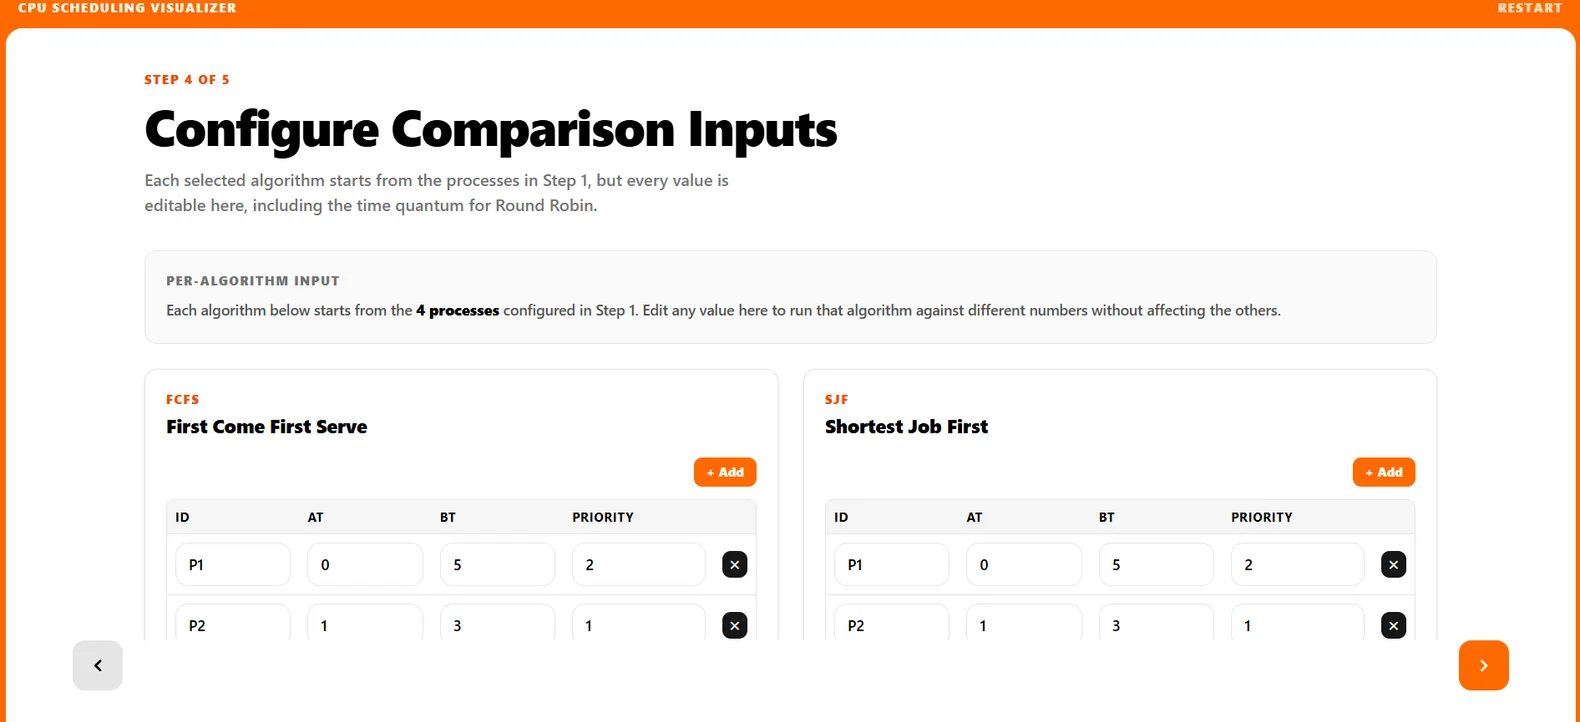 CPU SCHEDULING VISUALIZER
RESTART
STEP 4 OF 5
Configure Comparison Inputs
Each selected algorithm starts from the processes in Step 1, but every value is
editable here, including the time quantum for Round Robin.
PER-ALGORITHM INPUT
Each algorithm below starts from the 4 processes configured in Step 1. Edit any value here to run that algorithm against different numbers without affecting the others.
FCFS
First Come First Serve
+ Add
ID AT BT PRIORITY
P1 0 5 2 ×
P2 1 3 1 ×
SJF
Shortest Job First
+ Add
ID AT BT PRIORITY
P1 0 5 2 ×
P2 1 3 1 ×